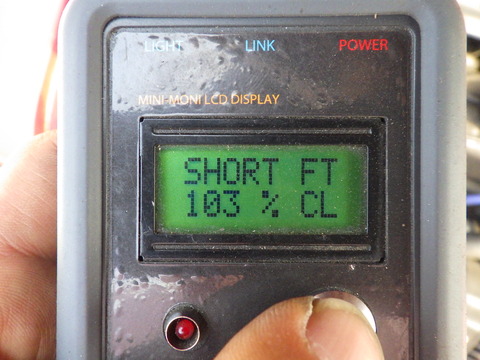 LIGHT LINK POWER
MINI-MONI LCD DISPLAY
SHORT FT
103 % CL